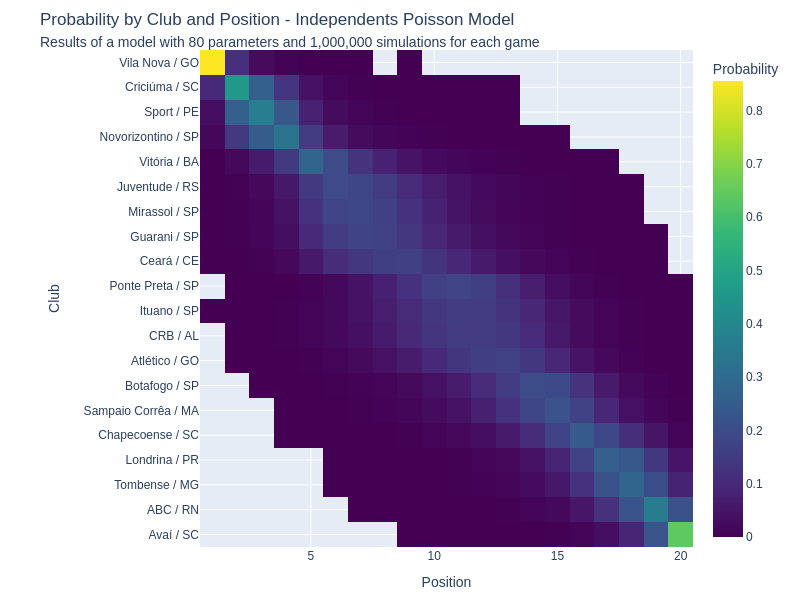 Probability by Club and Position - Independents Poisson Model
Results of a model with 80 parameters and 1,000,000 simulations for each game
Probability
Vila Nova / GO
Criciúma / SC
Sport / PE
Novorizontino / SP
Vitória / BA
Juventude / RS
Mirassol / SP
Guarani / SP
Ceará / CE
Ponte Preta / SP
Ituano / SP
CRB / AL
Atlético / GO
Botafogo / SP
Sampaio Corrêa / MA
Chapecoense / SC
Londrina / PR
Tombense / MG
ABC / RN
Avaí / SC
Club
5
10
15
20
Position
0.8
0.7
0.6
0.5
0.4
0.3
0.2
0.1
0